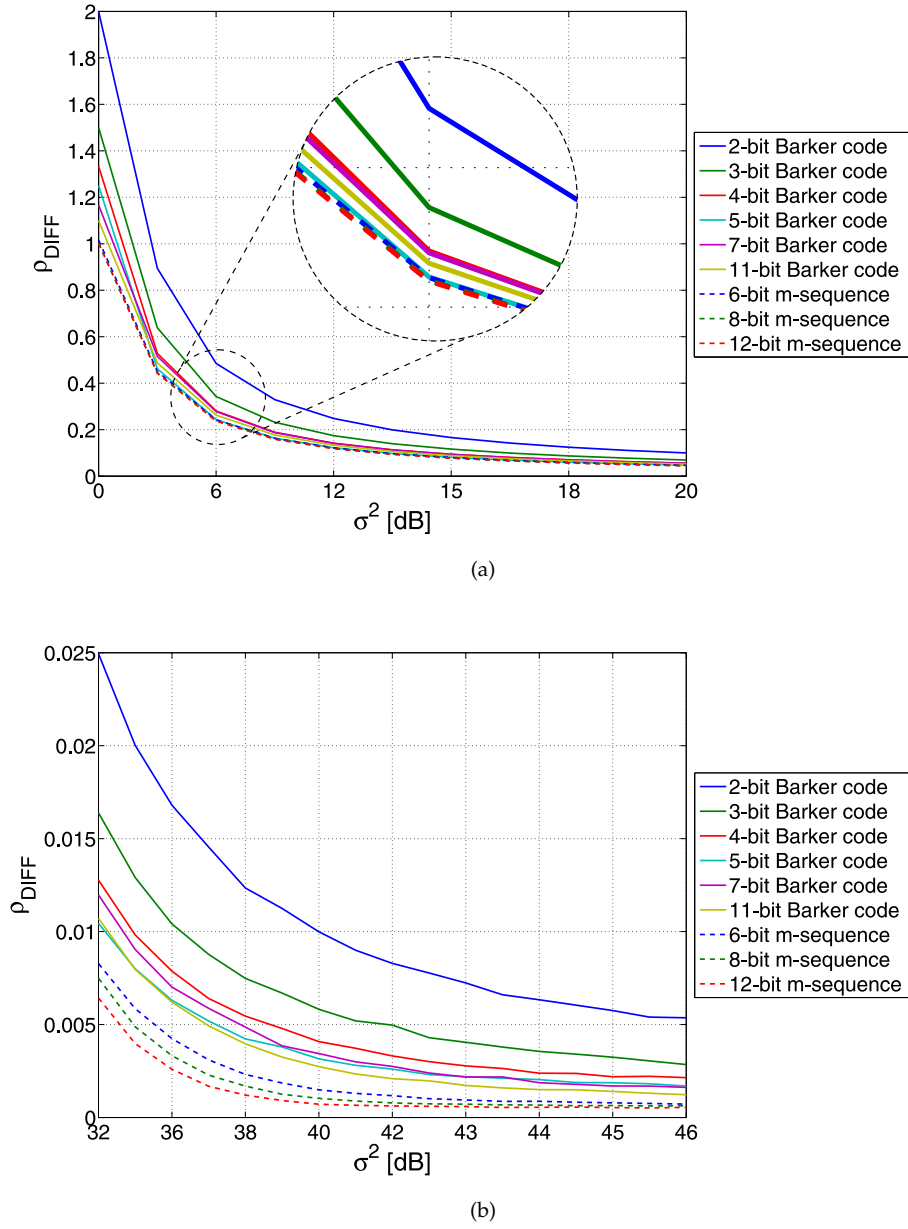 2
1.8
1.6
1.4
1.2
1
0.8
0.6
0.4
0.2
0
ρDIFF
0 6 12 15 18 20
σ² [dB]
2-bit Barker code
3-bit Barker code
4-bit Barker code
5-bit Barker code
7-bit Barker code
11-bit Barker code
6-bit m-sequence
8-bit m-sequence
12-bit m-sequence
(a)
0.025
0.02
0.015
0.01
0.005
0
ρDIFF
32 36 38 40 42 43 44 46
σ² [dB]
2-bit Barker code
3-bit Barker code
4-bit Barker code
5-bit Barker code
7-bit Barker code
11-bit Barker code
6-bit m-sequence
8-bit m-sequence
12-bit m-sequence
(b)